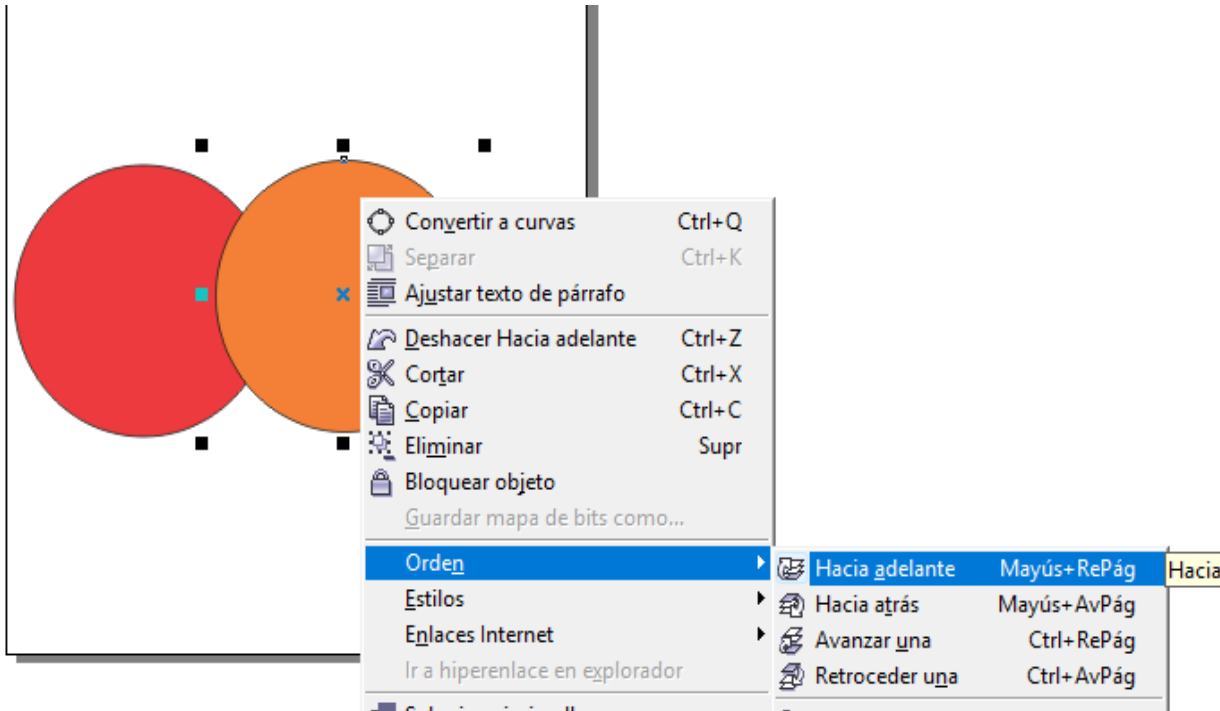 Convertir a curvas Ctrl+Q
Separar Ctrl+K
Ajustar texto de párrafo
Deshacer Hacia adelante Ctrl+Z
Cortar Ctrl+X
Copiar Ctrl+C
Eliminar Supr
Bloquear objeto
Guardar mapa de bits como...
Orden
Estilos
Enlaces Internet
Ir a hiperenlace en explorador
Hacia adelante Mayús+RePág
Hacia atrás Mayús+AvPág
Avanzar una Ctrl+RePág
Retroceder una Ctrl+AvPág
Hacia